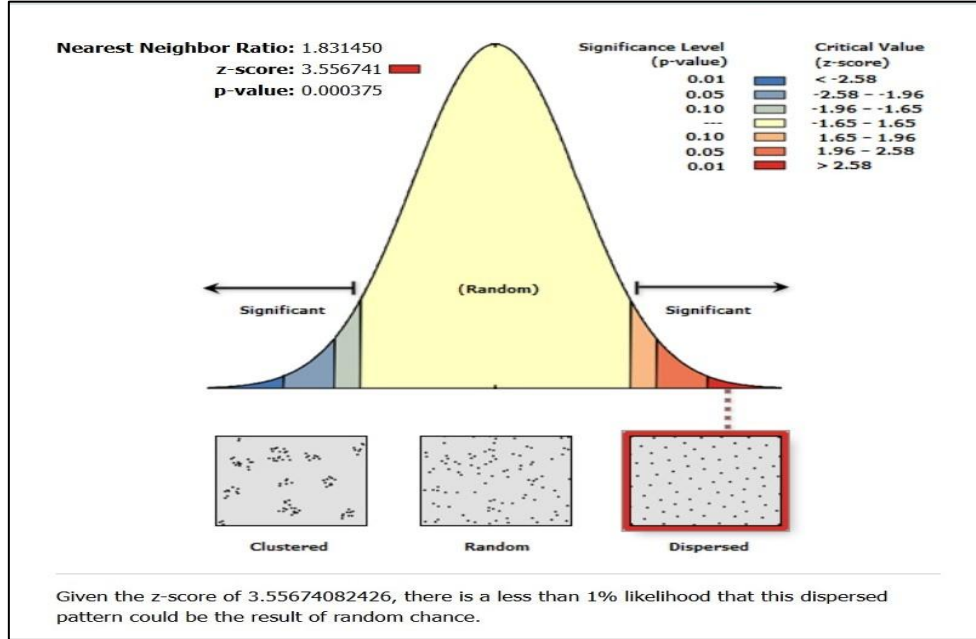 Nearest Neighbor Ratio: 1.831450
z-score: 3.556741
p-value: 0.000375
Significance Level
(p-value)
Critical Value
(z-score)
0.01 < -2.58
0.05 -2.58 – -1.96
0.10 -1.96 – -1.65
--- -1.65 – 1.65
0.10 1.65 – 1.96
0.05 1.96 – 2.58
0.01 > 2.58
(Random)
Significant
Significant
Clustered
Random
Dispersed
Given the z-score of 3.55674082426, there is a less than 1% likelihood that this dispersed
pattern could be the result of random chance.